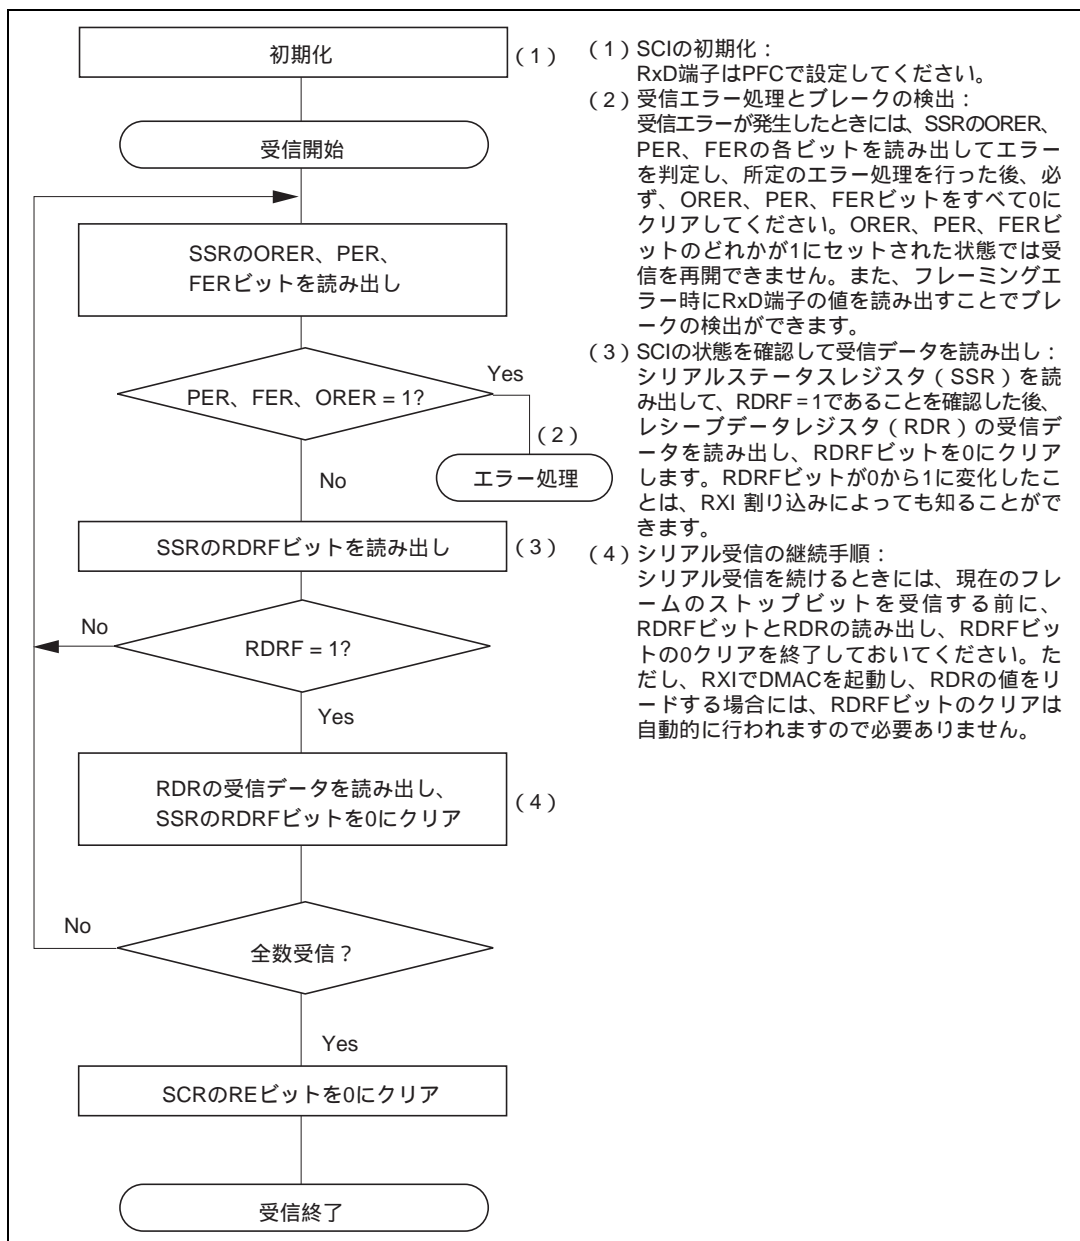 初期化
（1）
受信開始
SSRのORER、PER、
FERビットを読み出し
PER、FER、ORER = 1?
Yes
（2）
エラー処理
No
SSRのRDRFビットを読み出し
（3）
No
RDRF = 1?
Yes
RDRの受信データを読み出し、
SSRのRDRFビットを0にクリア
（4）
No
全数受信？
Yes
SCRのREビットを0にクリア
受信終了
（1）SCIの初期化：
RxD端子はPFCで設定してください。
（2）受信エラー処理とブレークの検出：
受信エラーが発生したときには、SSRのORER、
PER、FERの各ビットを読み出してエラー
を判定し、所定のエラー処理を行った後、必
ず、ORER、PER、FERビットをすべて0に
クリアしてください。ORER、PER、FERビ
ットのどれかが1にセットされた状態では受
信を再開できません。また、フレーミングエ
ラー時にRxD端子の値を読み出すことでブレ
ークの検出ができます。
（3）SCIの状態を確認して受信データを読み出し：
シリアルステータスレジスタ（SSR）を読
み出して、RDRF = 1であることを確認した後、
レシーブデータレジスタ（RDR）の受信デ
ータを読み出し、RDRFビットを0にクリア
します。RDRFビットが0から1に変化したこ
とは、RXI 割り込みによっても知ることがで
きます。
（4）シリアル受信の継続手順：
シリアル受信を続けるときには、現在のフレ
ームのストップビットを受信する前に、
RDRFビットとRDRの読み出し、RDRFビッ
トの0クリアを終了しておいてください。た
だし、RXIでDMACを起動し、RDRの値をリ
ードする場合には、RDRFビットのクリアは
自動的に行われますので必要ありません。